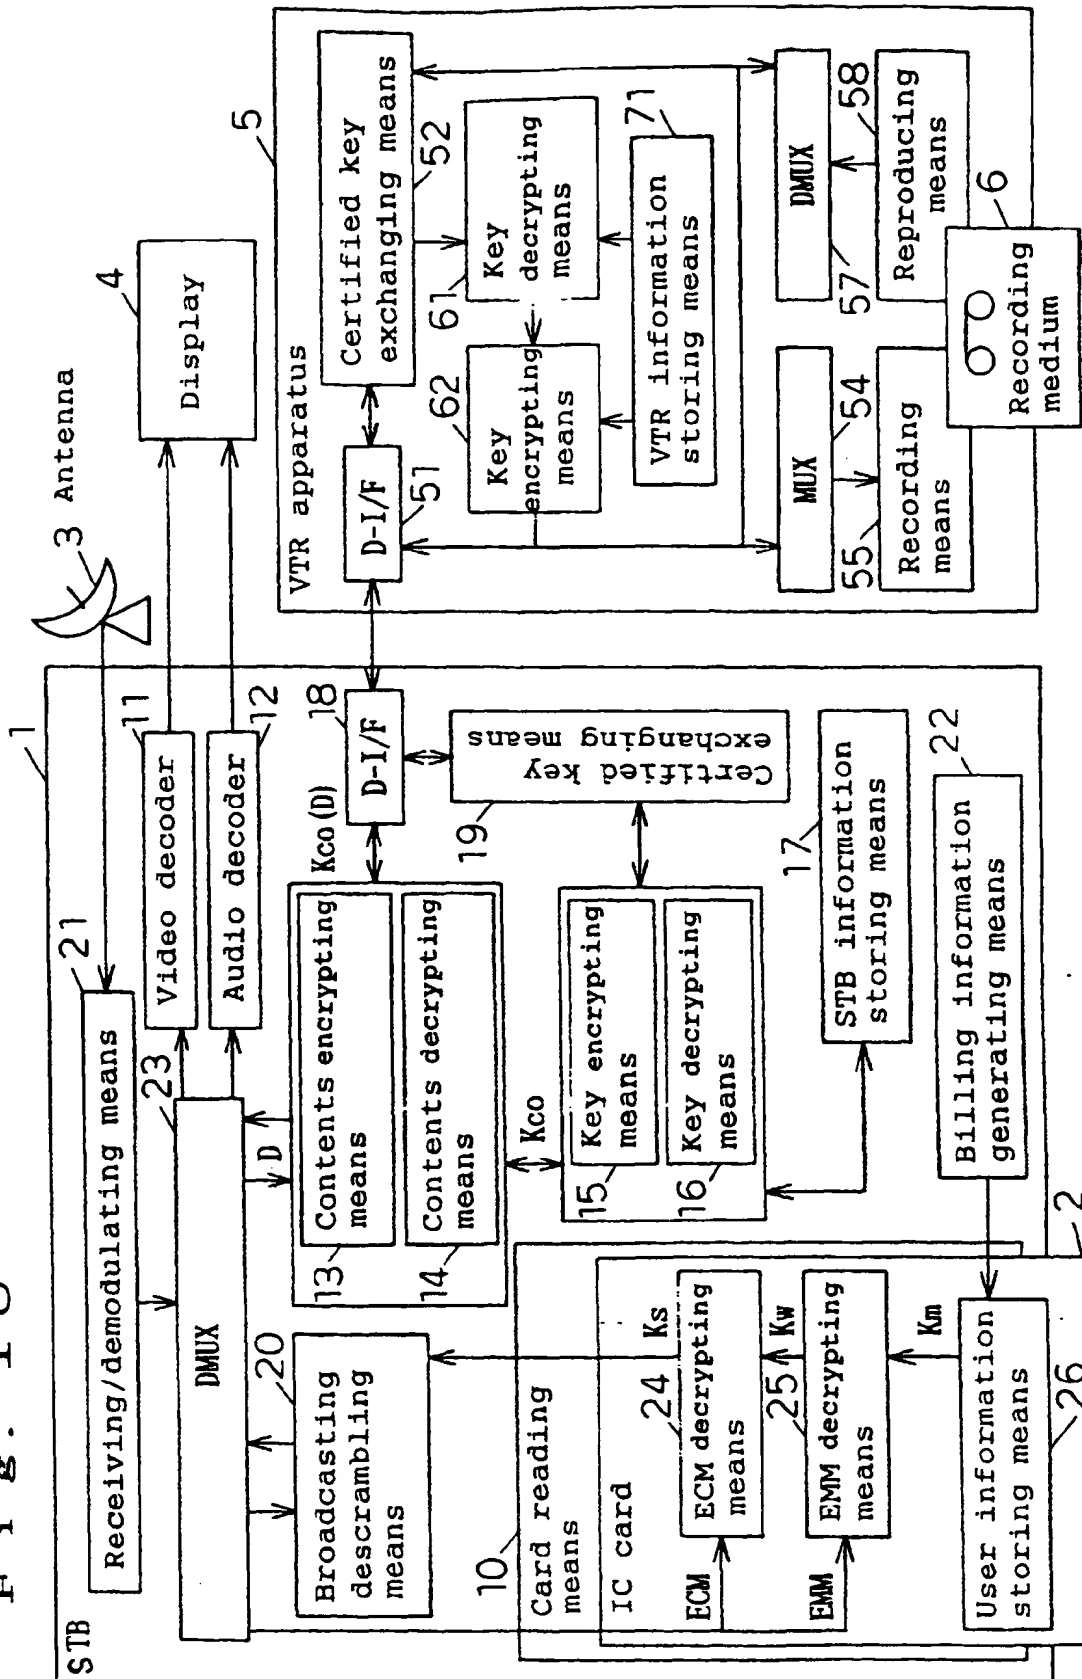 STB
1
Receiving/demodulating means
21
3
Antenna
DMUX
23
Video decoder
11
Audio decoder
12
4
Display
Broadcasting
descrambling
means
20
D
13
Contents encrypting
means
14
Contents decrypting
means
Kco(D)
18
D-I/F
19
Certified key
exchanging means
Kco
15
Key encrypting
means
16
Key decrypting
means
17
STB information
storing means
22
Billing information
generating means
10
Card reading
means
IC card
2
ECM
24
ECM decrypting
means
Ks
EMM
25
EMM decrypting
means
Kw
Km
User information
storing means
26
5
VTR apparatus
D-I/F
51
Certified key
exchanging means
52
62
Key
encrypting
means
61
Key
decrypting
means
VTR information
storing means
71
MUX
54
DMUX
57
55
Recording
means
Reproducing
means
58
6
Recording
medium